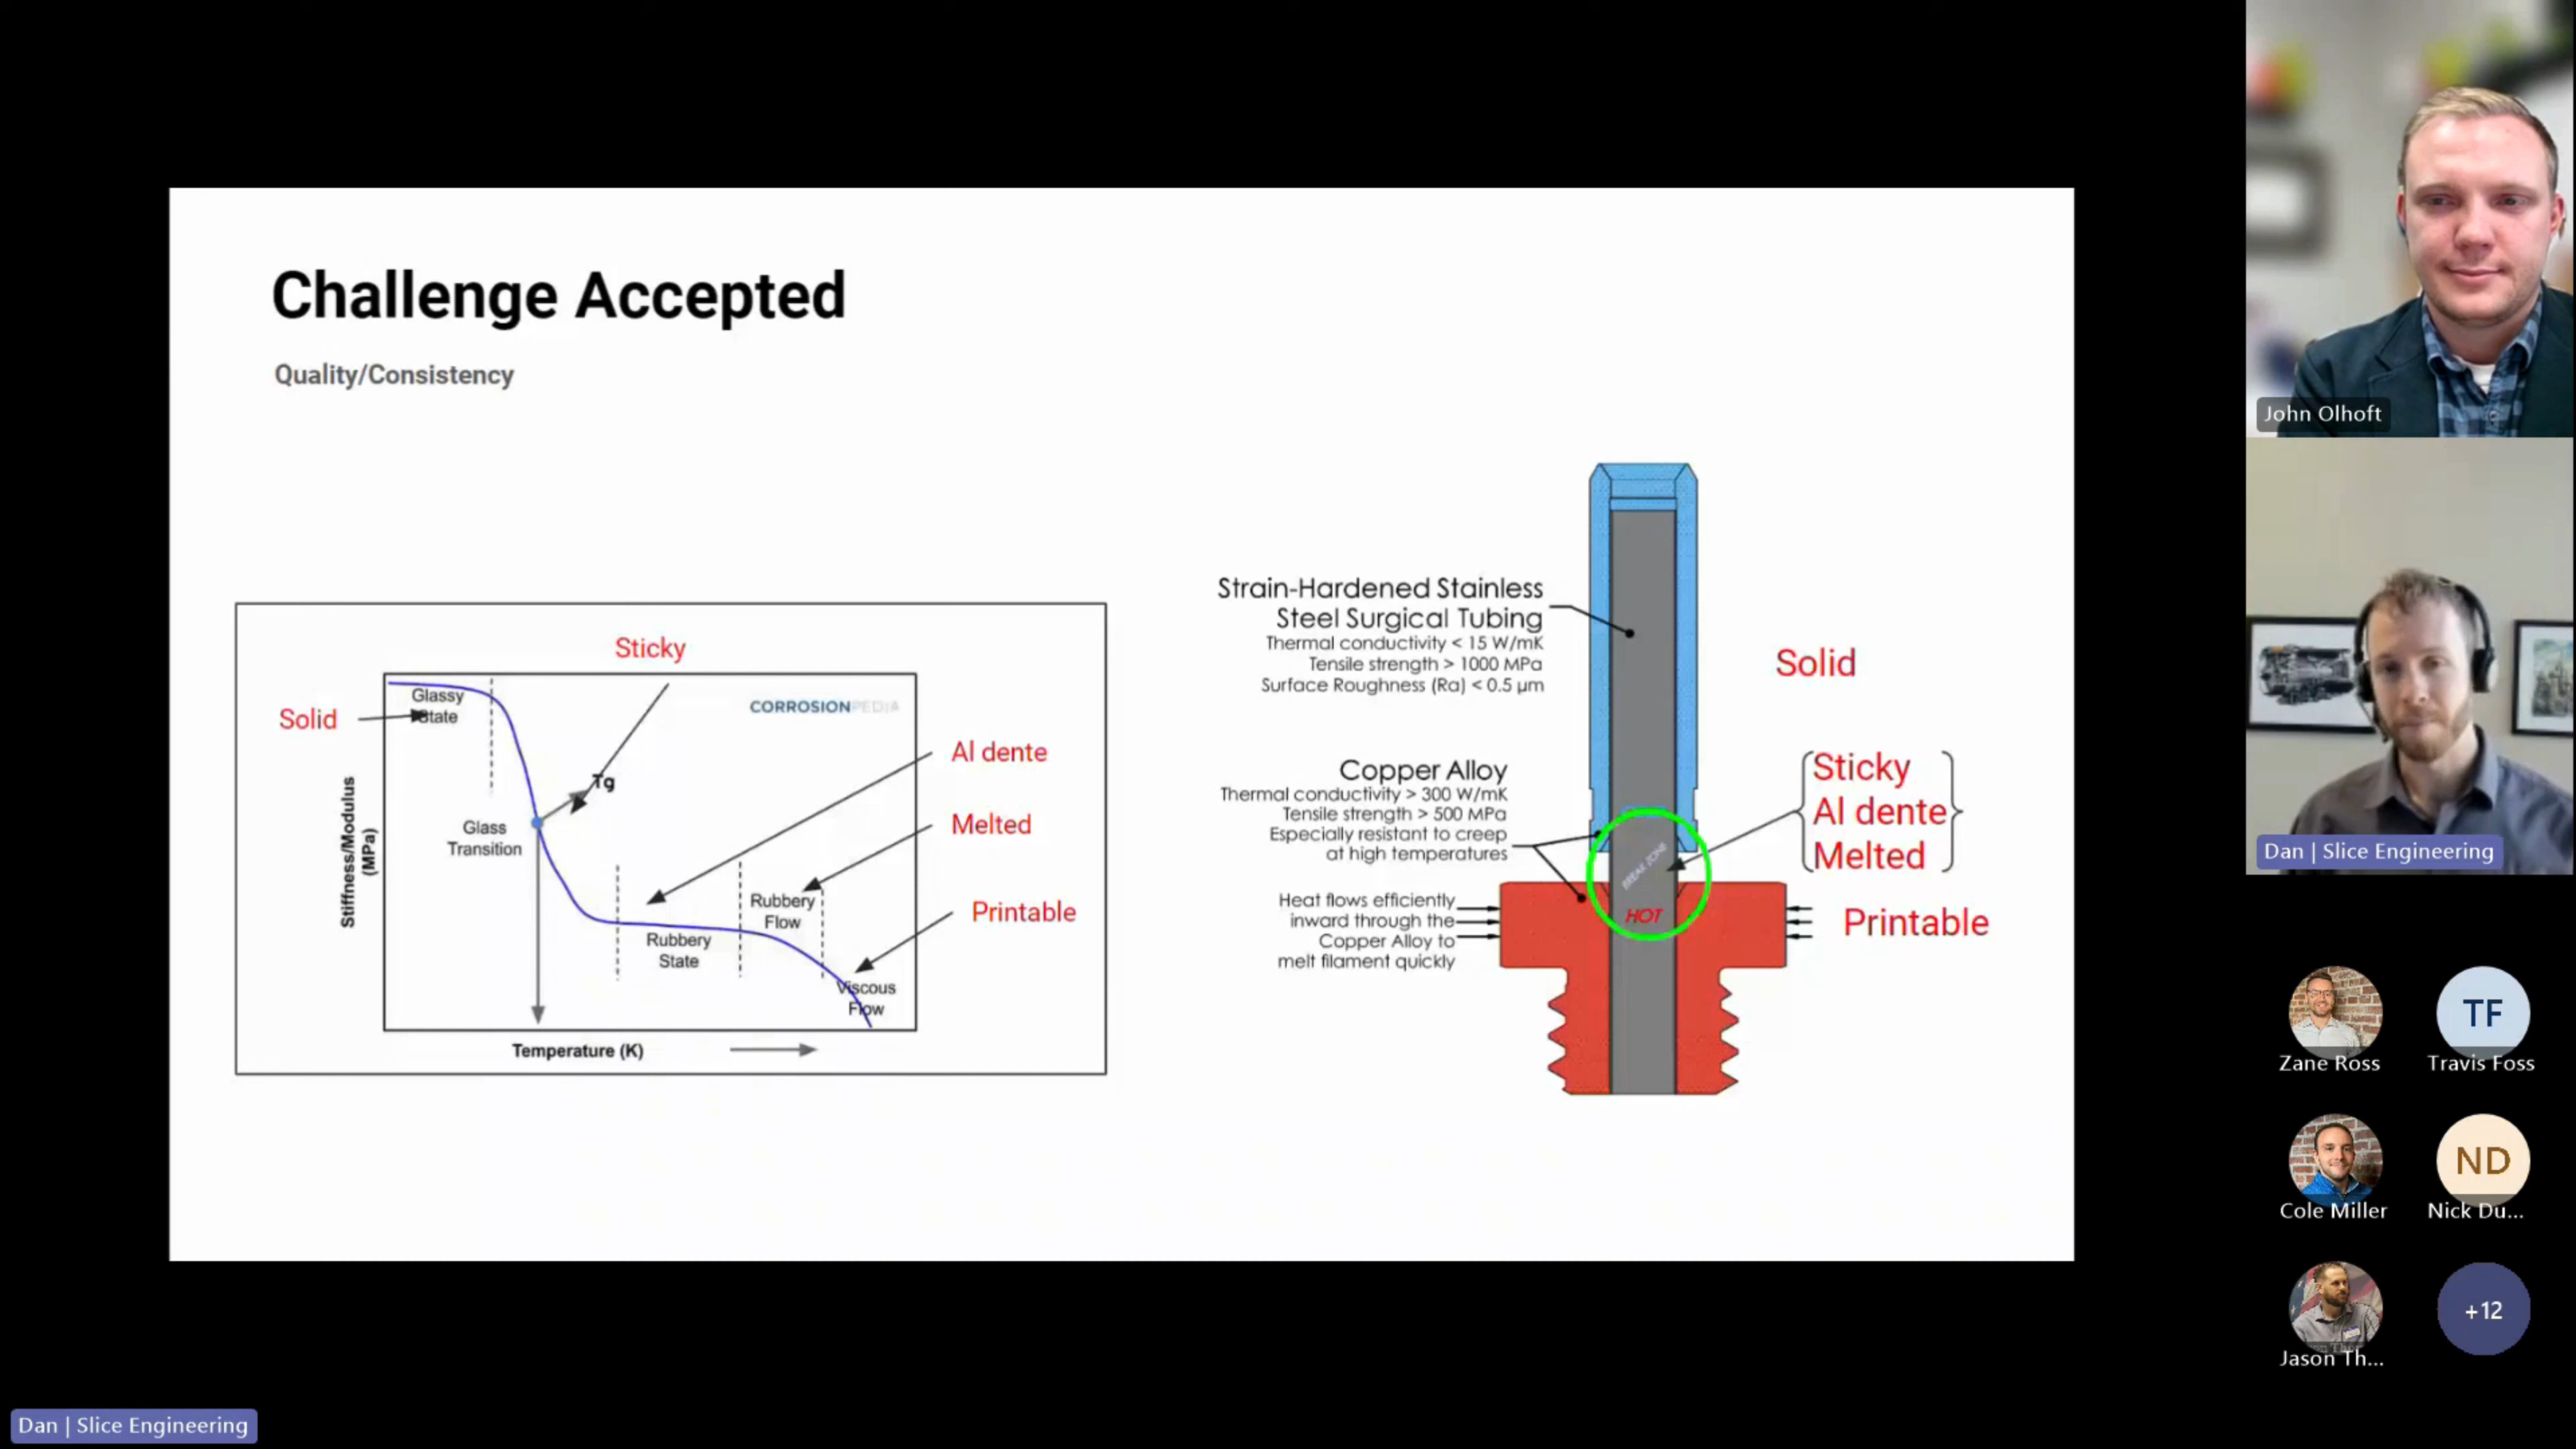 Challenge Accepted
Quality/Consistency
Sticky
Solid
Glassy
State
CORROSIONPEDIA
Tg
Al dente
Glass
Transition
Melted
Rubbery
Flow
Printable
Rubbery
State
Viscous
Flow
Stiffness/Modulus
(MPa)
Temperature (K)
Strain-Hardened Stainless
Steel Surgical Tubing
Thermal conductivity < 15 W/mK
Tensile strength > 1000 MPa
Surface Roughness (Ra) < 0.5 µm
Solid
Copper Alloy
Thermal conductivity > 300 W/mK
Tensile strength > 500 MPa
Especially resistant to creep
at high temperatures
Sticky
Al dente
Melted
BREAK ZONE
HOT
Heat flows efficiently
inward through the
Copper Alloy to
melt filament quickly
Printable
John Olhoft
Dan | Slice Engineering
Zane Ross
TF
Travis Foss
Cole Miller
ND
Nick Du...
Jason Th...
+12
Dan | Slice Engineering